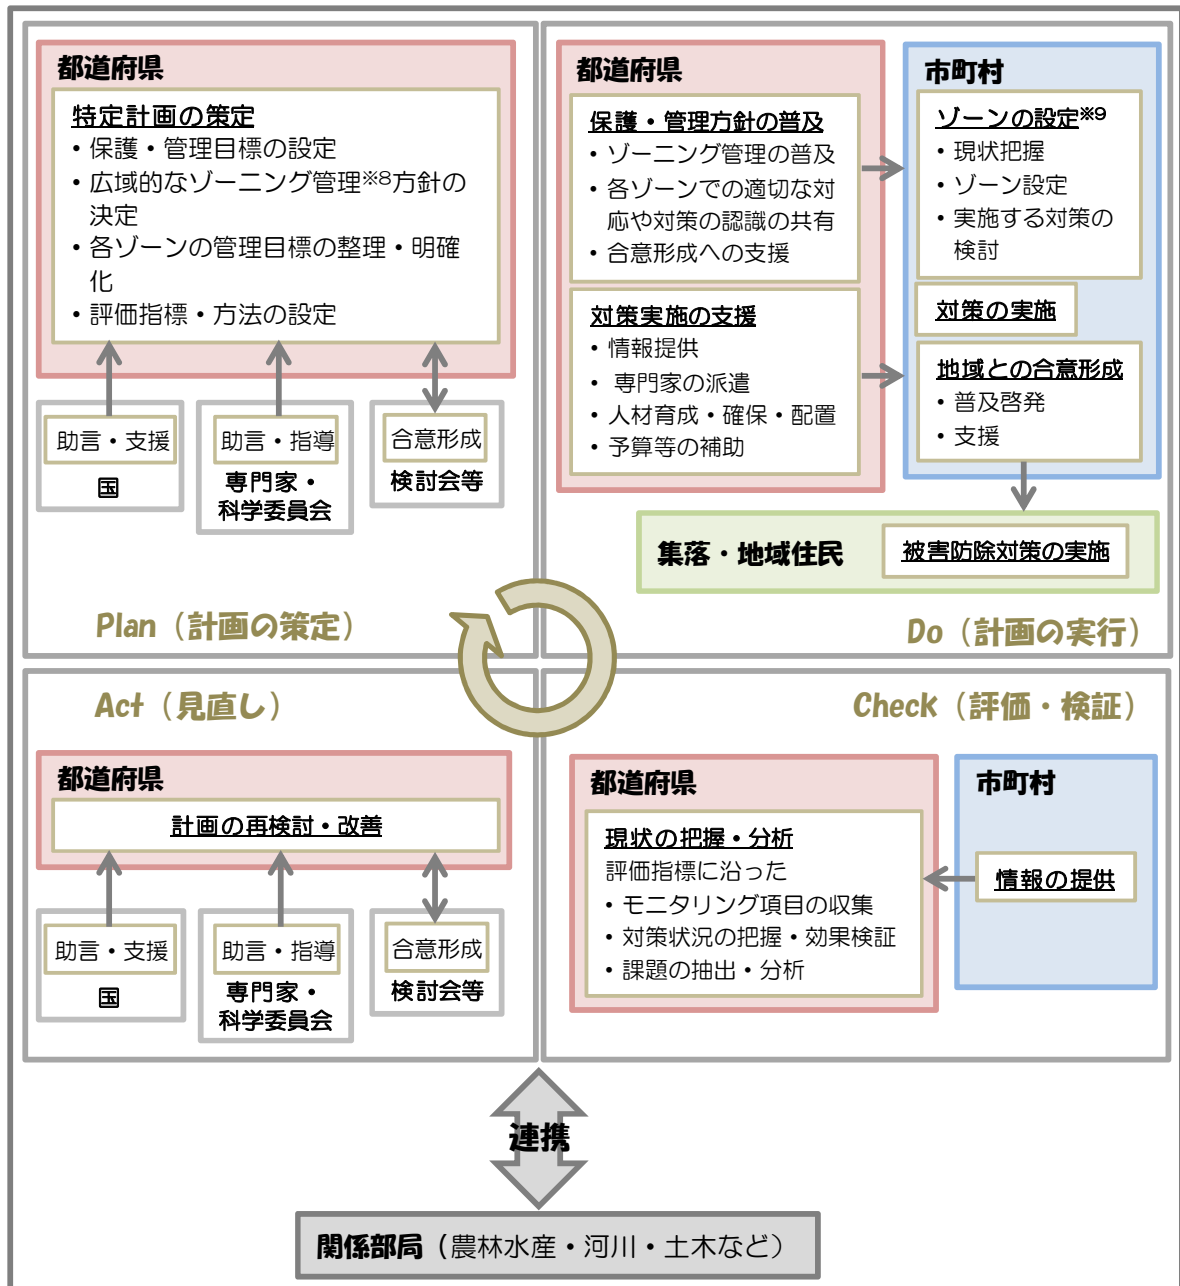 都道府県
特定計画の策定
・保護・管理目標の設定
・広域的なゾーニング管理※8方針の
決定
・各ゾーンの管理目標の整理・明確
化
・評価指標・方法の設定
助言・支援
国
助言・指導
専門家・
科学委員会
合意形成
検討会等
Plan（計画の策定）
都道府県
保護・管理方針の普及
・ゾーニング管理の普及
・各ゾーンでの適切な対
応や対策の認識の共有
・合意形成への支援
対策実施の支援
・情報提供
・専門家の派遣
・人材育成・確保・配置
・予算等の補助
市町村
ゾーンの設定※9
・現状把握
・ゾーン設定
・実施する対策の
検討
対策の実施
地域との合意形成
・普及啓発
・支援
集落・地域住民
被害防除対策の実施
Do（計画の実行）
Act（見直し）
都道府県
計画の再検討・改善
助言・支援
国
助言・指導
専門家・
科学委員会
合意形成
検討会等
Check（評価・検証）
都道府県
現状の把握・分析
評価指標に沿った
・モニタリング項目の収集
・対策状況の把握・効果検証
・課題の抽出・分析
市町村
情報の提供
連携
関係部局（農林水産・河川・土木など）